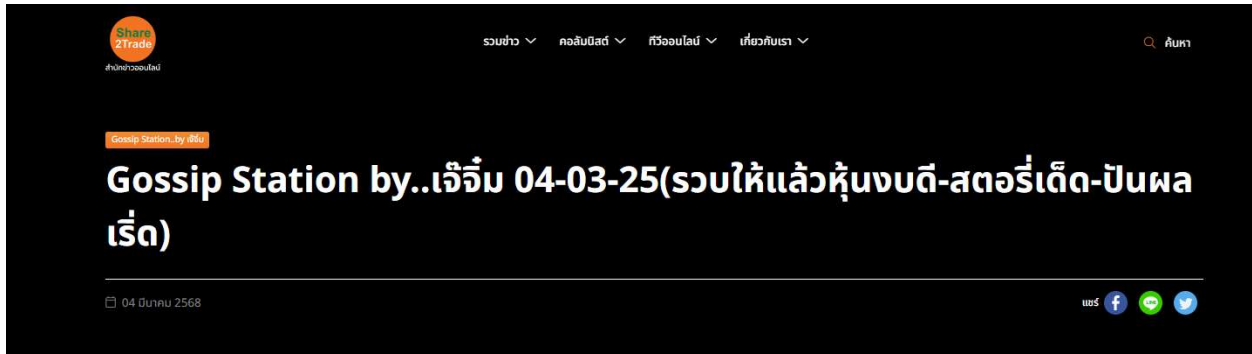 Share
2Trade
สำนักข่าวออนไลน์
รวมข่าว
คอลัมนิสต์
ทีวีออนไลน์
เกี่ยวกับเรา
ค้นหา
Gossip Station..by เจ๊จิ๋ม
Gossip Station by..เจ๊จิ๋ม 04-03-25(รวบให้แล้วหุ้นงบดี-สตอรี่เด็ด-ปันผล
เริ่ด)
04 มีนาคม 2568
แชร์
LINE